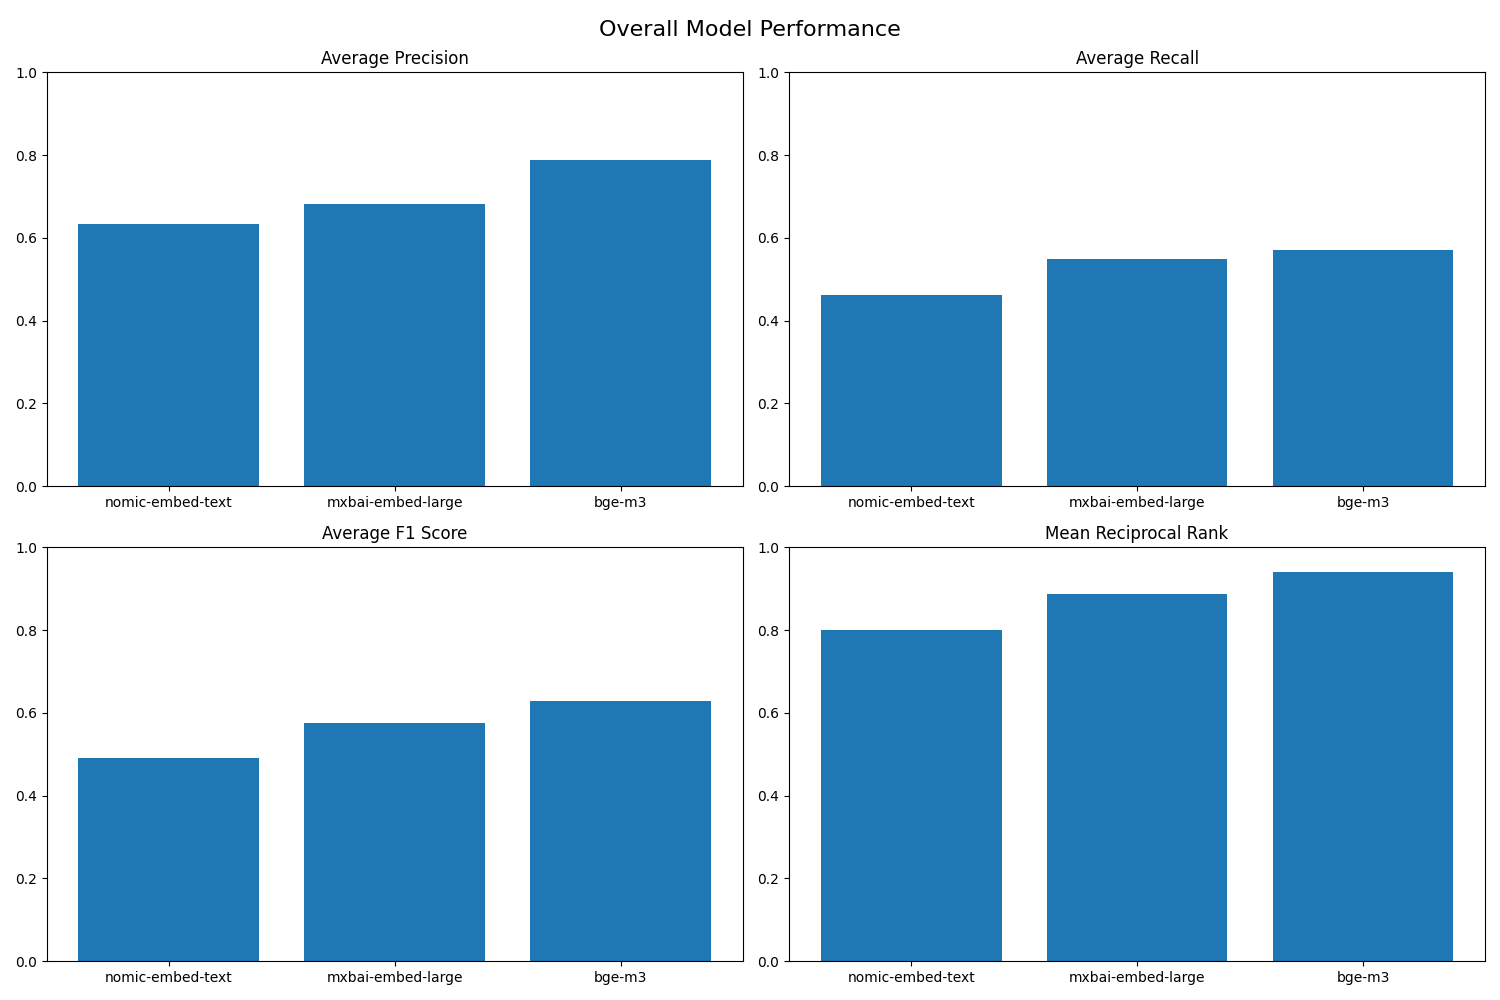 Overall Model Performance
Average Precision
1.0
0.8
0.6
0.4
0.2
0.0
nomic-embed-text mxbai-embed-large bge-m3
Average Recall
1.0
0.8
0.6
0.4
0.2
0.0
nomic-embed-text mxbai-embed-large bge-m3
Average F1 Score
1.0
0.8
0.6
0.4
0.2
0.0
nomic-embed-text mxbai-embed-large bge-m3
Mean Reciprocal Rank
1.0
0.8
0.6
0.4
0.2
0.0
nomic-embed-text mxbai-embed-large bge-m3